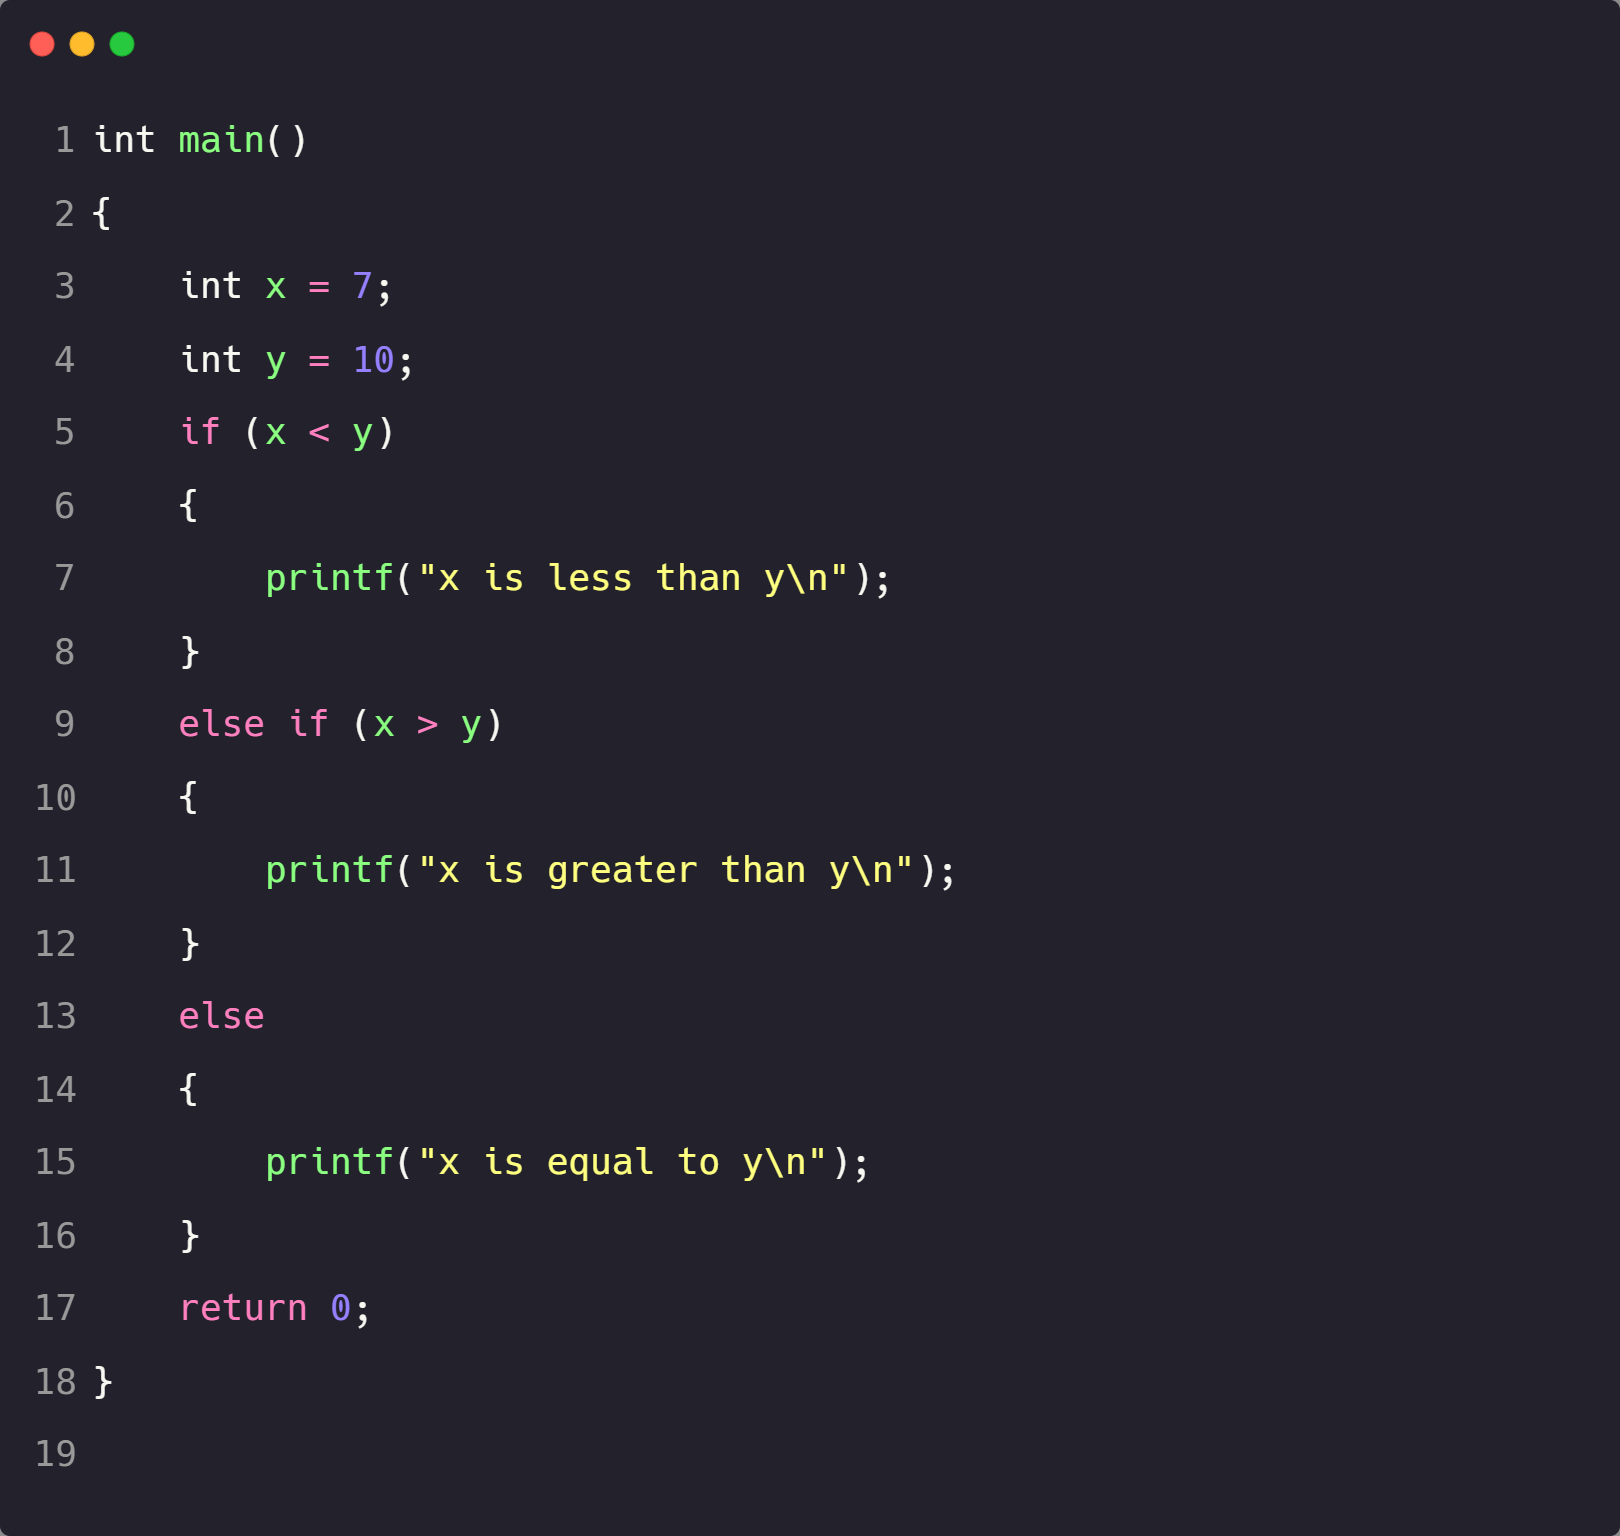 1 int main()
2 {
3     int x = 7;
4     int y = 10;
5     if (x < y)
6     {
7         printf("x is less than y\n");
8     }
9     else if (x > y)
10     {
11         printf("x is greater than y\n");
12     }
13     else
14     {
15         printf("x is equal to y\n");
16     }
17     return 0;
18 }
19